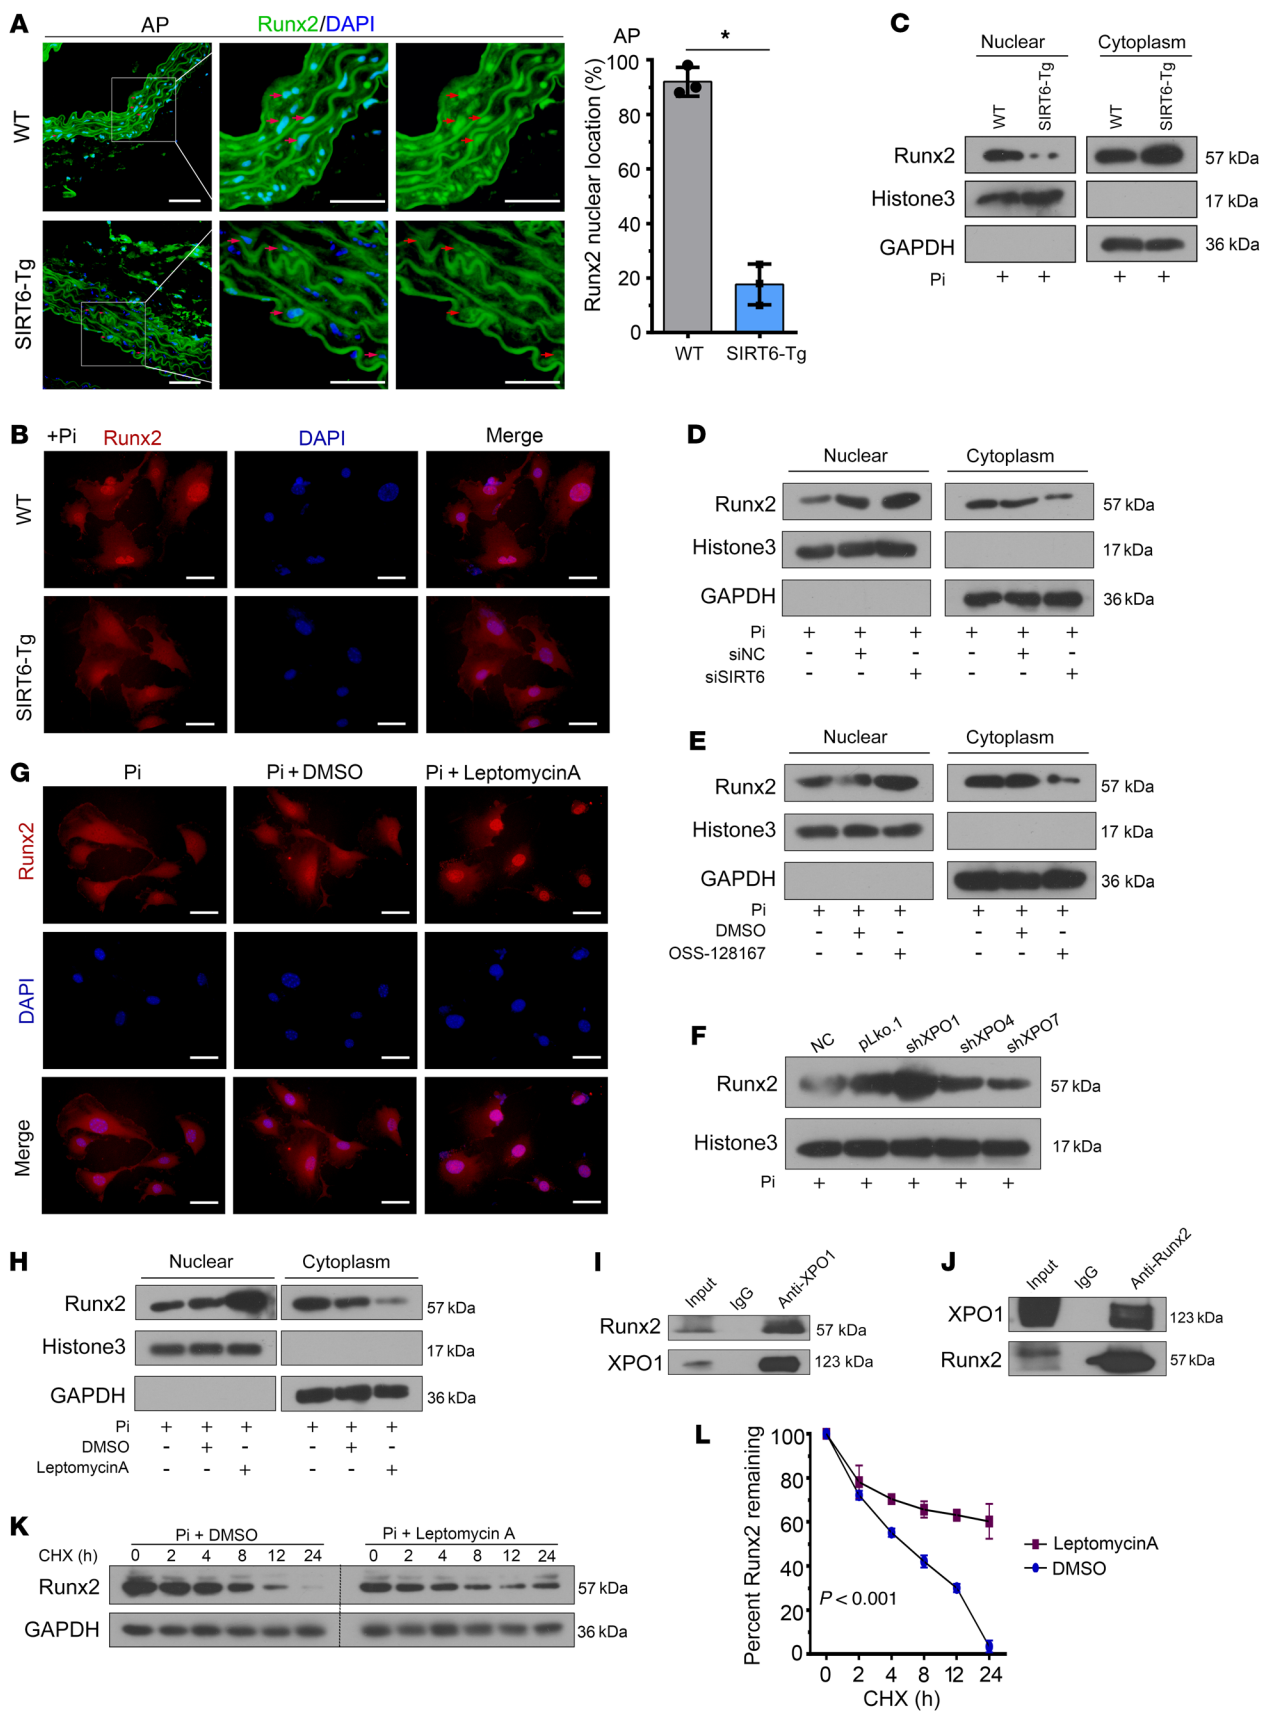 A
AP
Runx2/DAPI
WT
SIRT6-Tg
AP
*
Runx2 nuclear location (%)
100
80
60
40
20
0
WT SIRT6-Tg
C
Nuclear Cytoplasm
WT SIRT6-Tg WT SIRT6-Tg
Runx2 57 kDa
Histone3 17 kDa
GAPDH 36 kDa
Pi + + + +
B
+Pi Runx2 DAPI Merge
WT
SIRT6-Tg
D
Nuclear Cytoplasm
Runx2 57 kDa
Histone3 17 kDa
GAPDH 36 kDa
Pi + + + + + +
siNC - + - - + -
siSIRT6 - - + - - +
E
Nuclear Cytoplasm
Runx2 57 kDa
Histone3 17 kDa
GAPDH 36 kDa
Pi + + + + + +
DMSO - + - - + -
OSS-128167 - - + - - +
G
Pi Pi + DMSO Pi + LeptomycinA
Runx2
DAPI
Merge
F
NC pLko.1 shXPO1 shXPO4 shXPO7
Runx2 57 kDa
Histone3 17 kDa
Pi + + + + +
H
Nuclear Cytoplasm
Runx2 57 kDa
Histone3 17 kDa
GAPDH 36 kDa
Pi + + + + + +
DMSO - + - - + -
LeptomycinA - - + - - +
I
Input IgG Anti-XPO1
Runx2 57 kDa
XPO1 123 kDa
J
Input IgG Anti-Runx2
XPO1 123 kDa
Runx2 57 kDa
K
Pi + DMSO Pi + Leptomycin A
CHX (h) 0 2 4 8 12 24 0 2 4 8 12 24
Runx2 57 kDa
GAPDH 36 kDa
L
Percent Runx2 remaining
100
80
60
40
20
0
P < 0.001
LeptomycinA
DMSO
0 2 4 8 12 24
CHX (h)